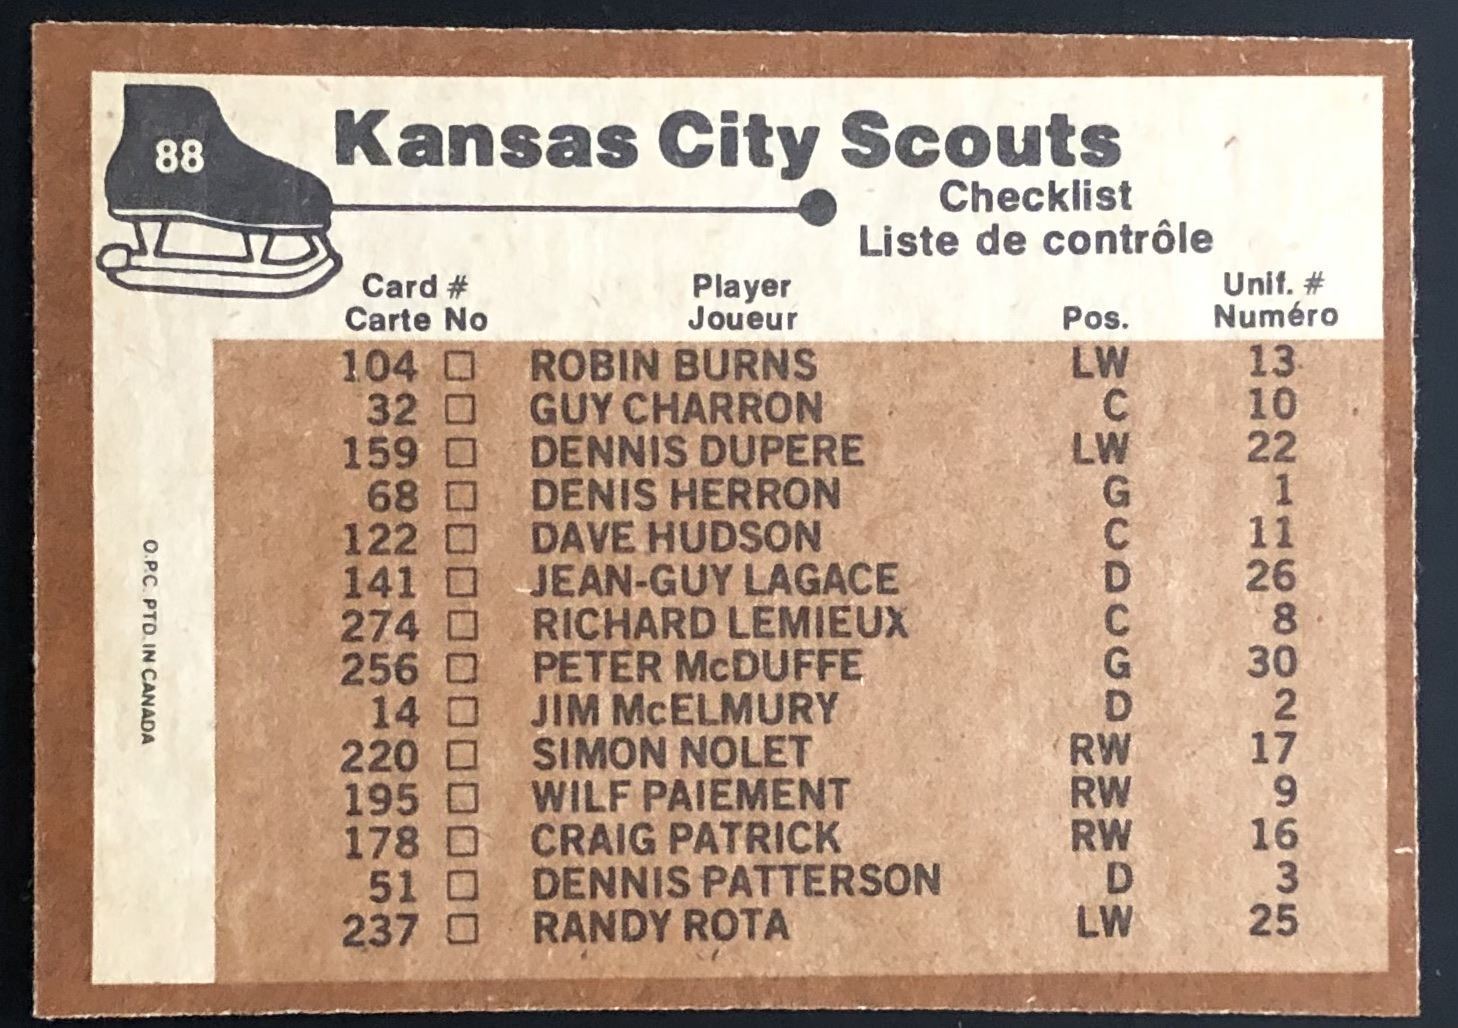 88
Kansas City Scouts
Checklist
Liste de contrôle
Card # Player Unif. #
Carte No Joueur Pos. Numéro
104 □ ROBIN BURNS LW 13
32 □ GUY CHARRON C 10
159 □ DENNIS DUPERE LW 22
68 □ DENIS HERRON G 1
122 □ DAVE HUDSON C 11
141 □ JEAN-GUY LAGACE D 26
274 □ RICHARD LEMIEUX C 8
256 □ PETER McDUFFE G 30
14 □ JIM McELMURY D 2
220 □ SIMON NOLET RW 17
195 □ WILF PAIEMENT RW 9
178 □ CRAIG PATRICK RW 16
51 □ DENNIS PATTERSON D 3
237 □ RANDY ROTA LW 25
O.P.C. PTD. IN CANADA